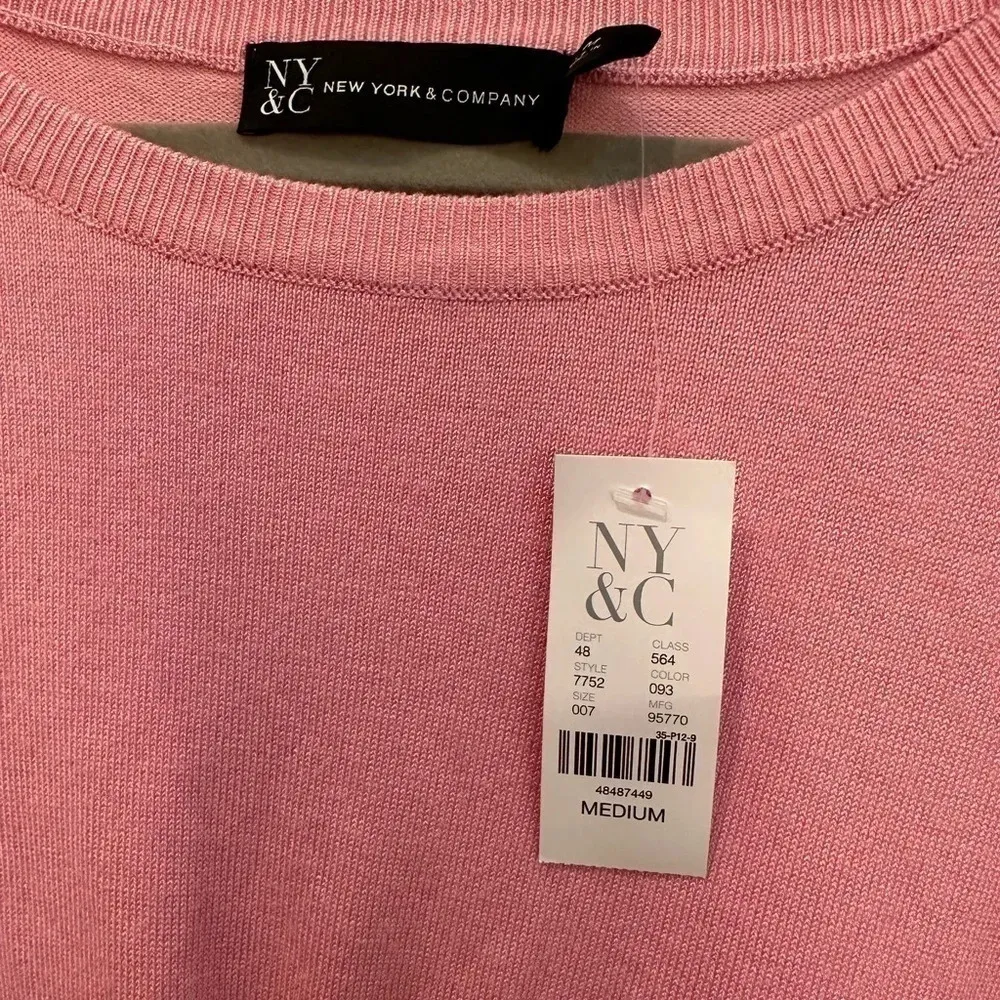 NY
&C
NEW YORK & COMPANY
M
NY
&C
DEPT
48
CLASS
564
STYLE
7752
COLOR
093
SIZE
007
MFG
95770
35-P12-9
48487449
MEDIUM